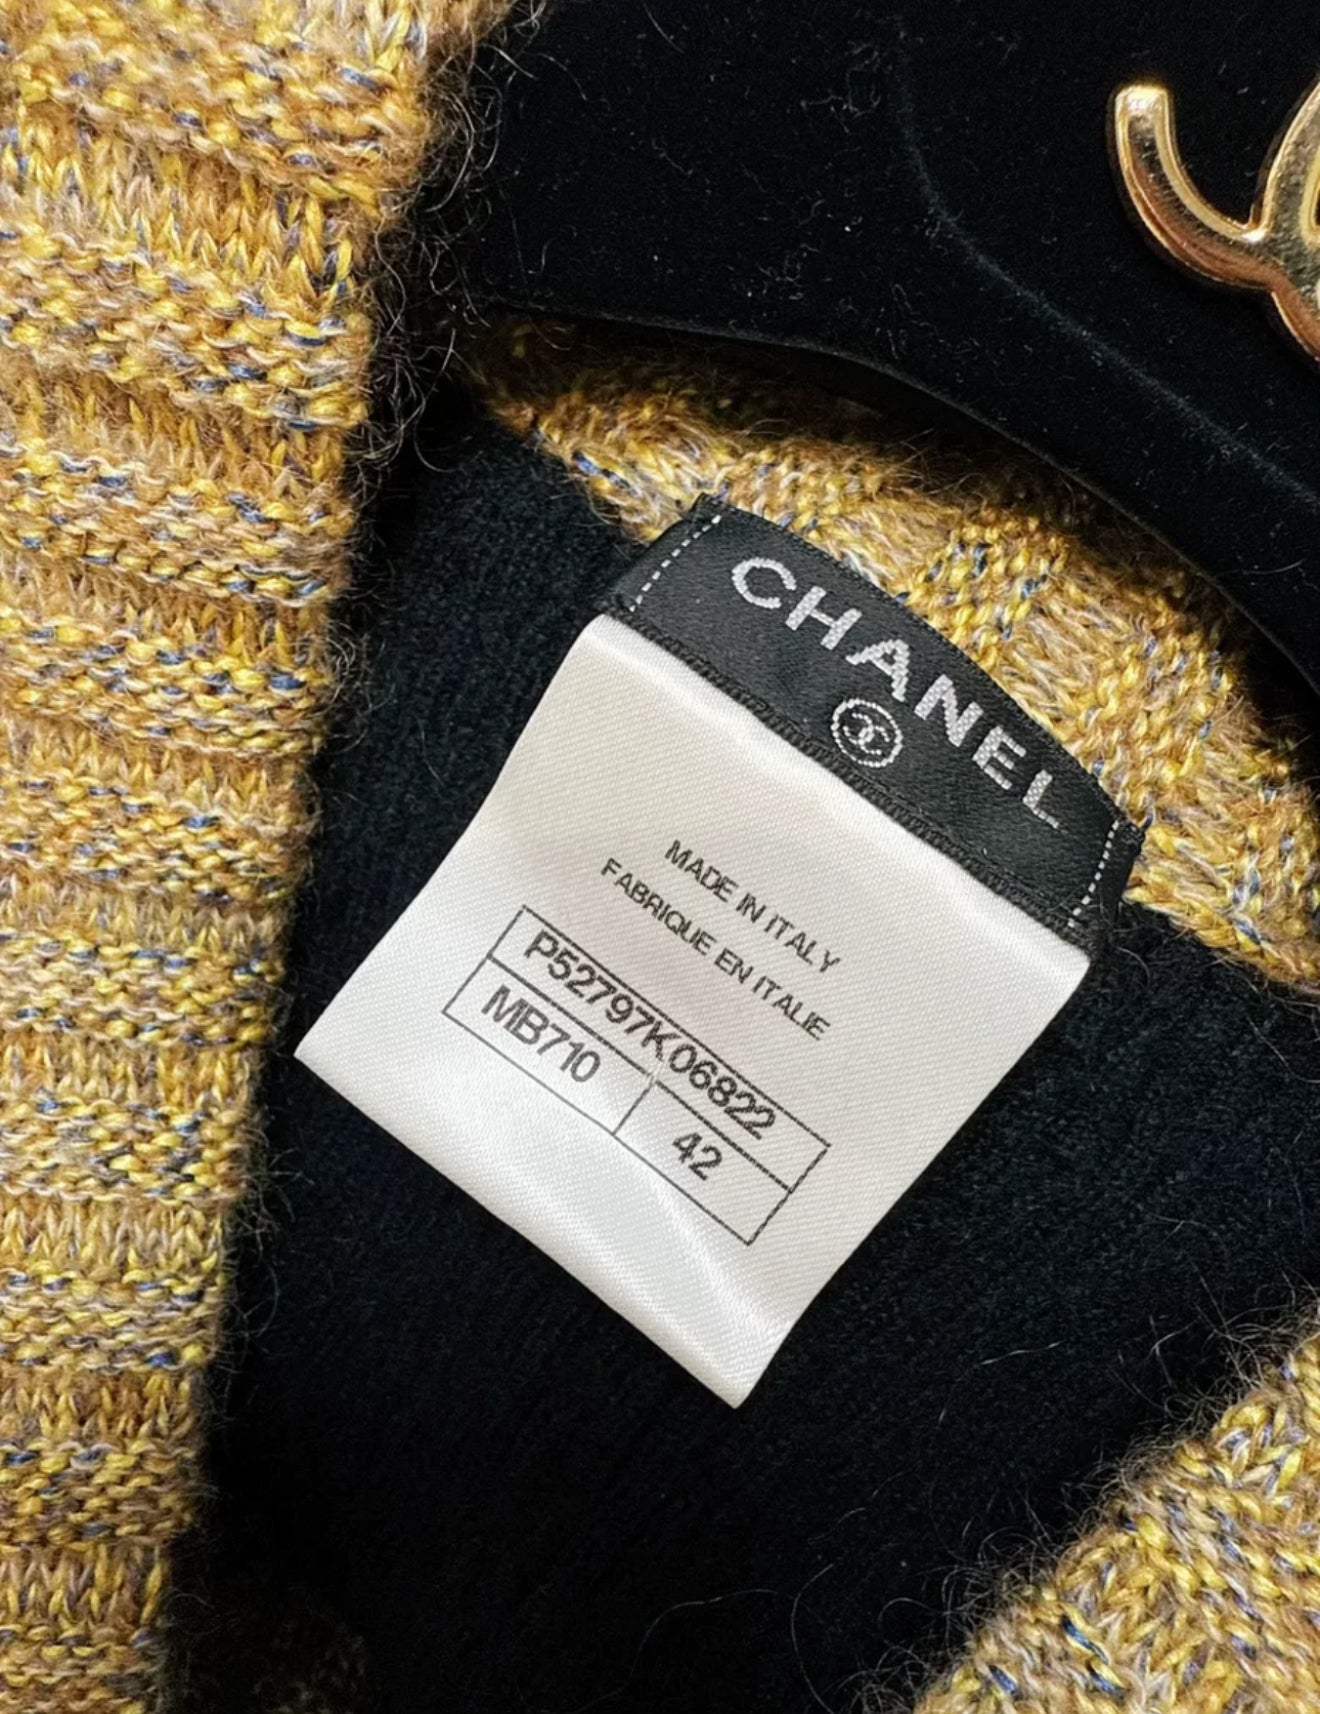 CHANEL
MADE IN ITALY
FABRIQUE EN ITALIE
P52797K06822
MB710 42